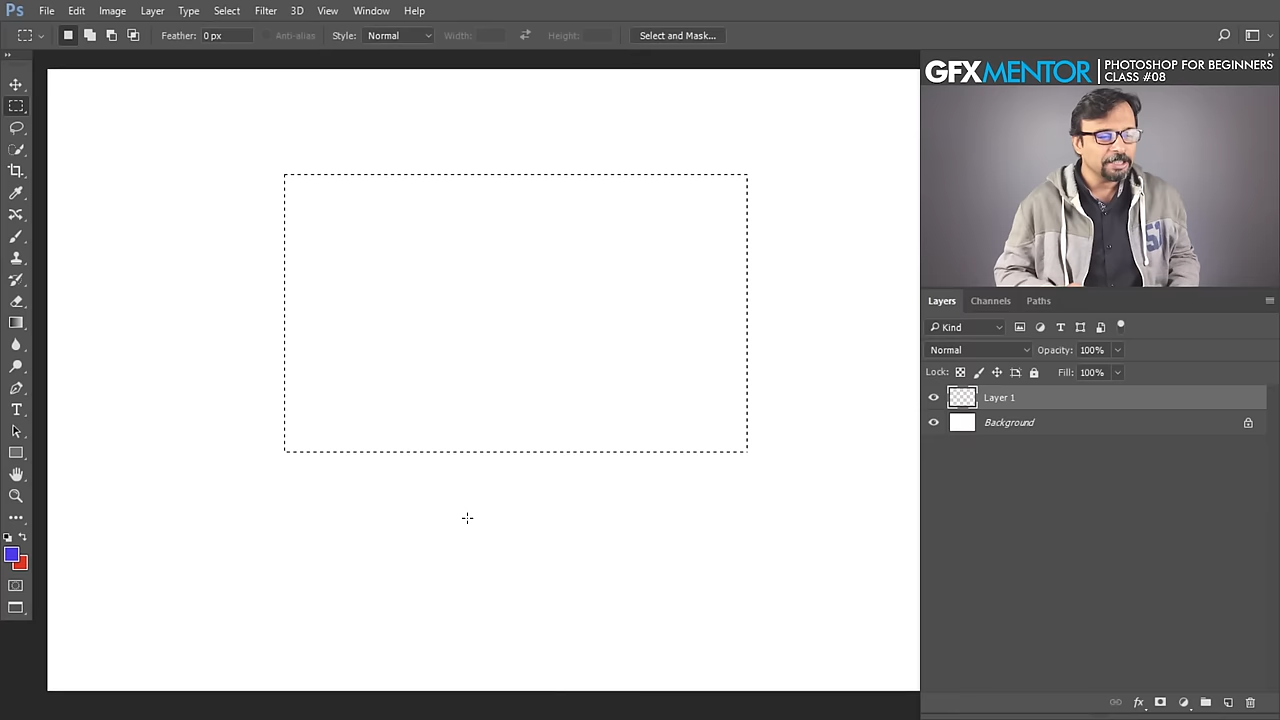 Ps File Edit Image Layer Type Select Filter 3D View Window Help
Feather: 0 px Anti-alias Style: Normal Width: Height: Select and Mask...
GFXMENTOR PHOTOSHOP FOR BEGINNERS
CLASS #08
51
Layers Channels Paths
Kind
Normal Opacity: 100%
Lock: Fill: 100%
Layer 1
Background
fx